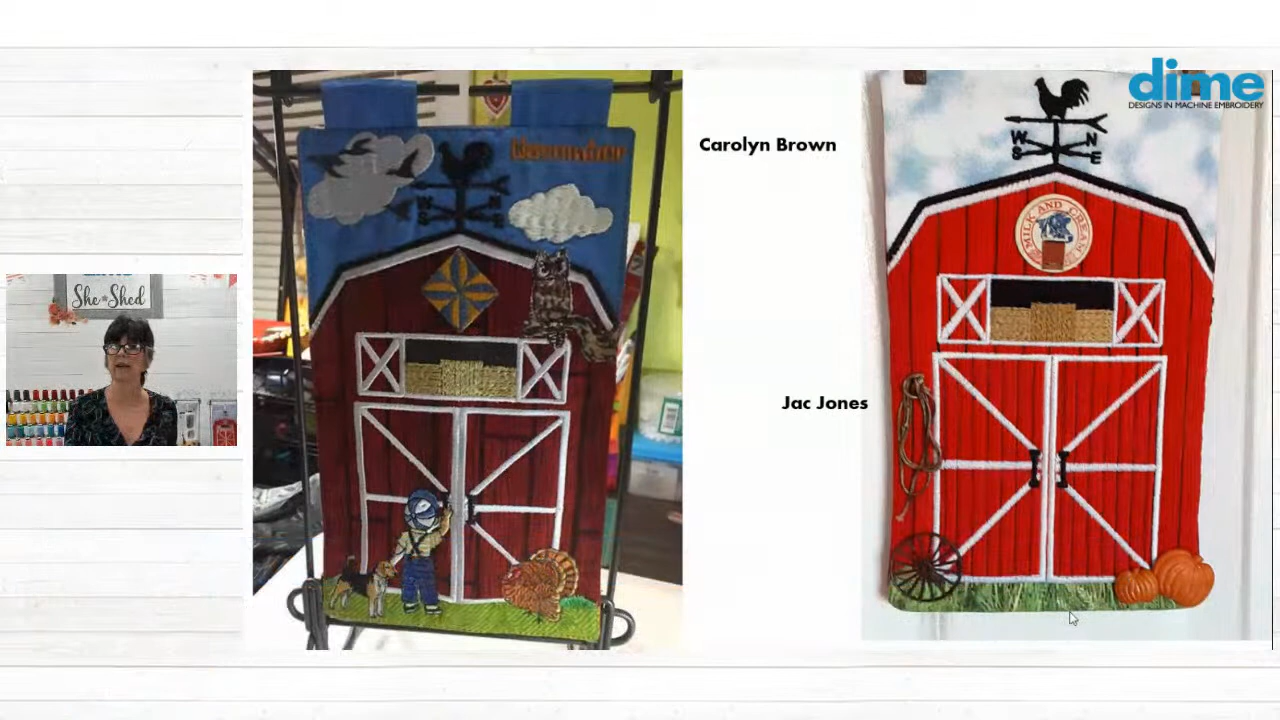 dime
DESIGNS IN MACHINE EMBROIDERY
Carolyn Brown
Jac Jones
She Shed
W N
S E
MILK AND CREAM
W N
S E